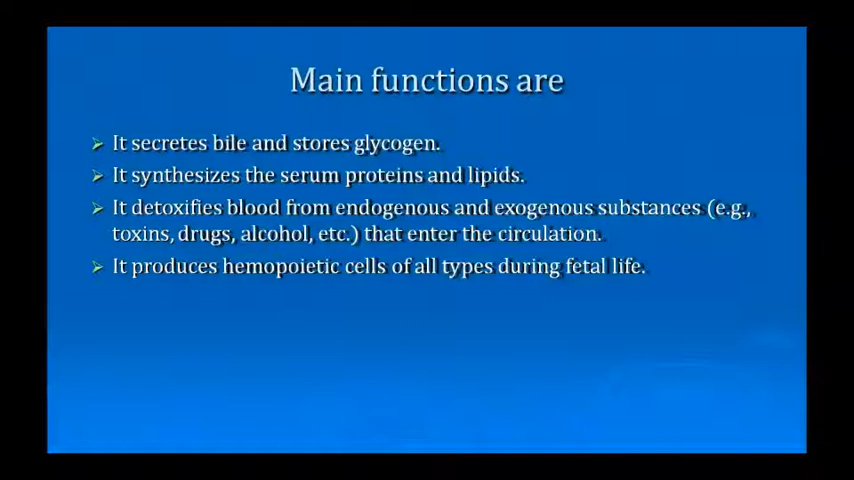 Main functions are
It secretes bile and stores glycogen.
It synthesizes the serum proteins and lipids.
It detoxifies blood from endogenous and exogenous substances (e.g.,
toxins, drugs, alcohol, etc.) that enter the circulation.
It produces hemopoietic cells of all types during fetal life.